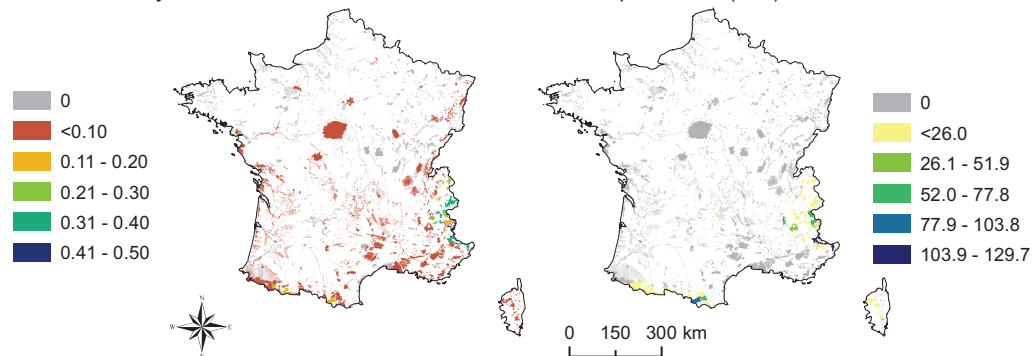 0
<0.10
0.11 - 0.20
0.21 - 0.30
0.31 - 0.40
0.41 - 0.50
N
W E
S
0 150 300 km
0
<26.0
26.1 - 51.9
52.0 - 77.8
77.9 - 103.8
103.9 - 129.7